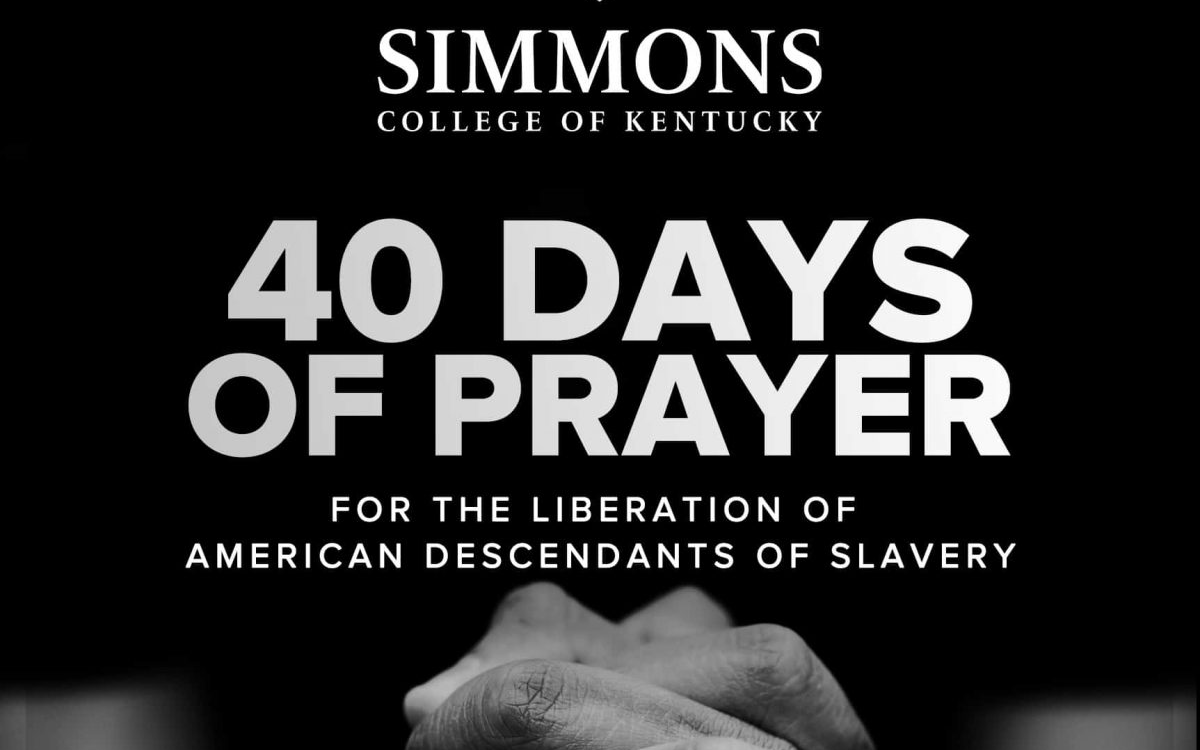 SIMMONS
COLLEGE OF KENTUCKY
40 DAYS
OF PRAYER
FOR THE LIBERATION OF
AMERICAN DESCENDANTS OF SLAVERY